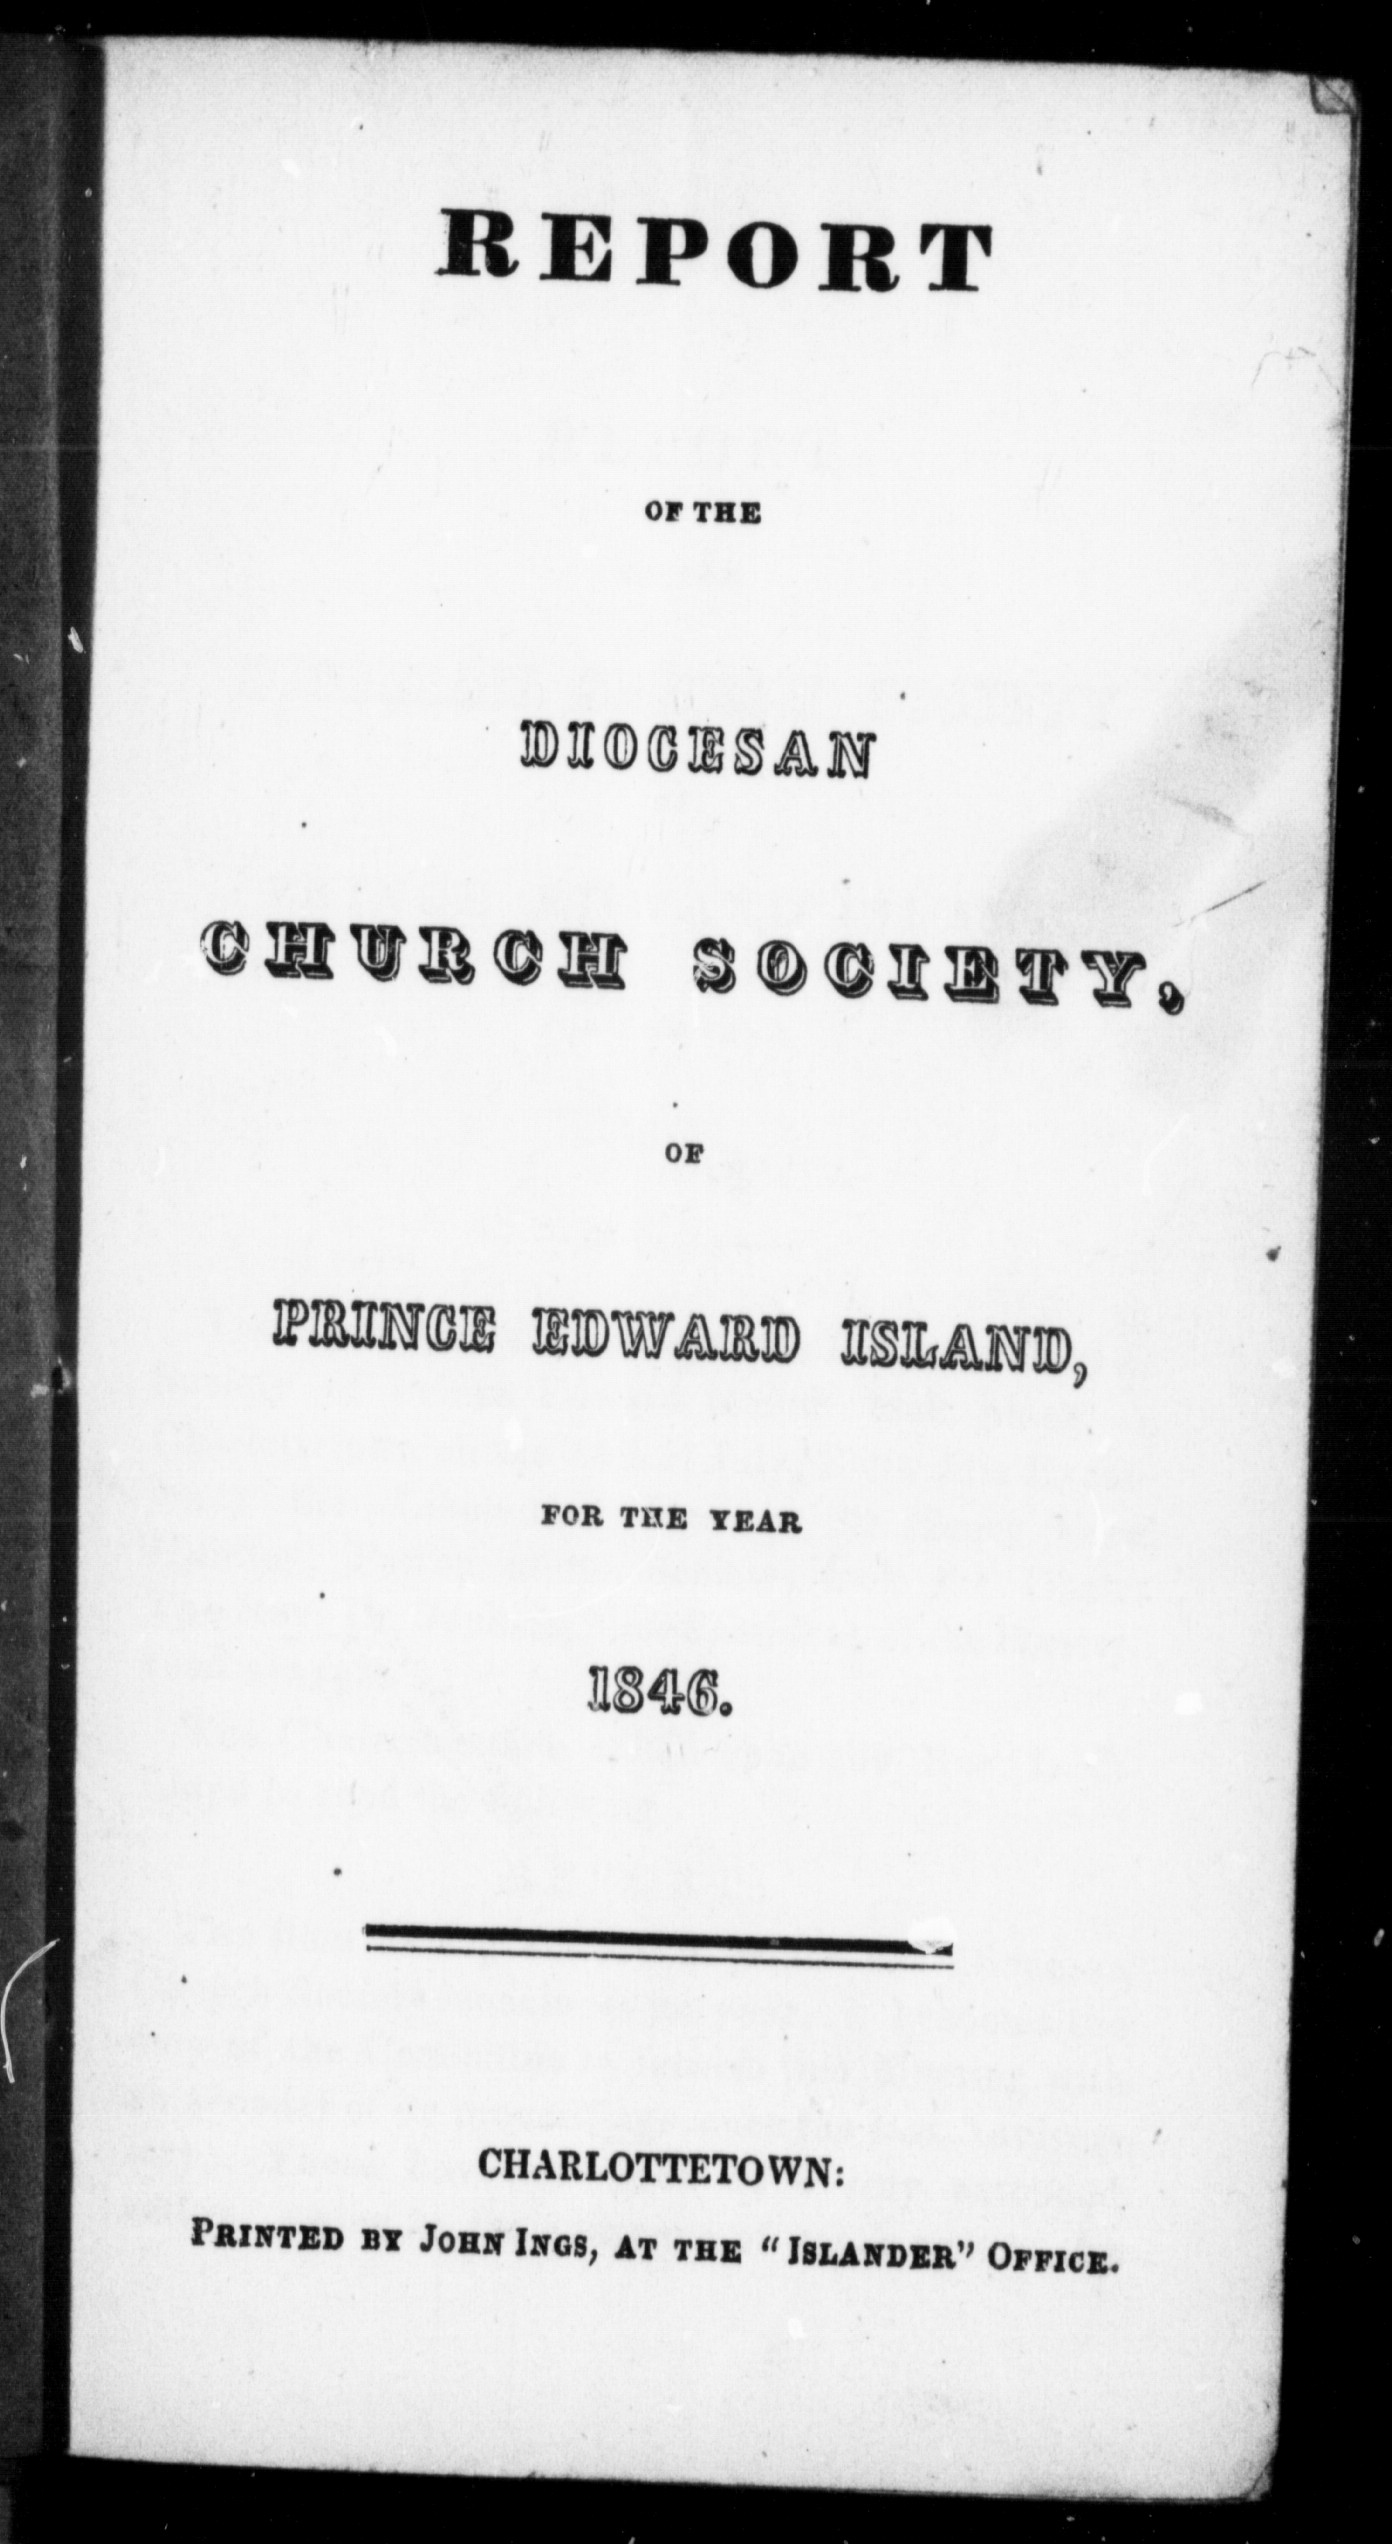 REPORT
OF THE
DIOCESAN
CHURCH SOCIETY,
OF
PRINCE EDWARD ISLAND,
FOR THE YEAR
1846.
CHARLOTTETOWN:
PRINTED BY JOHN INGS, AT THE "ISLANDER" OFFICE.